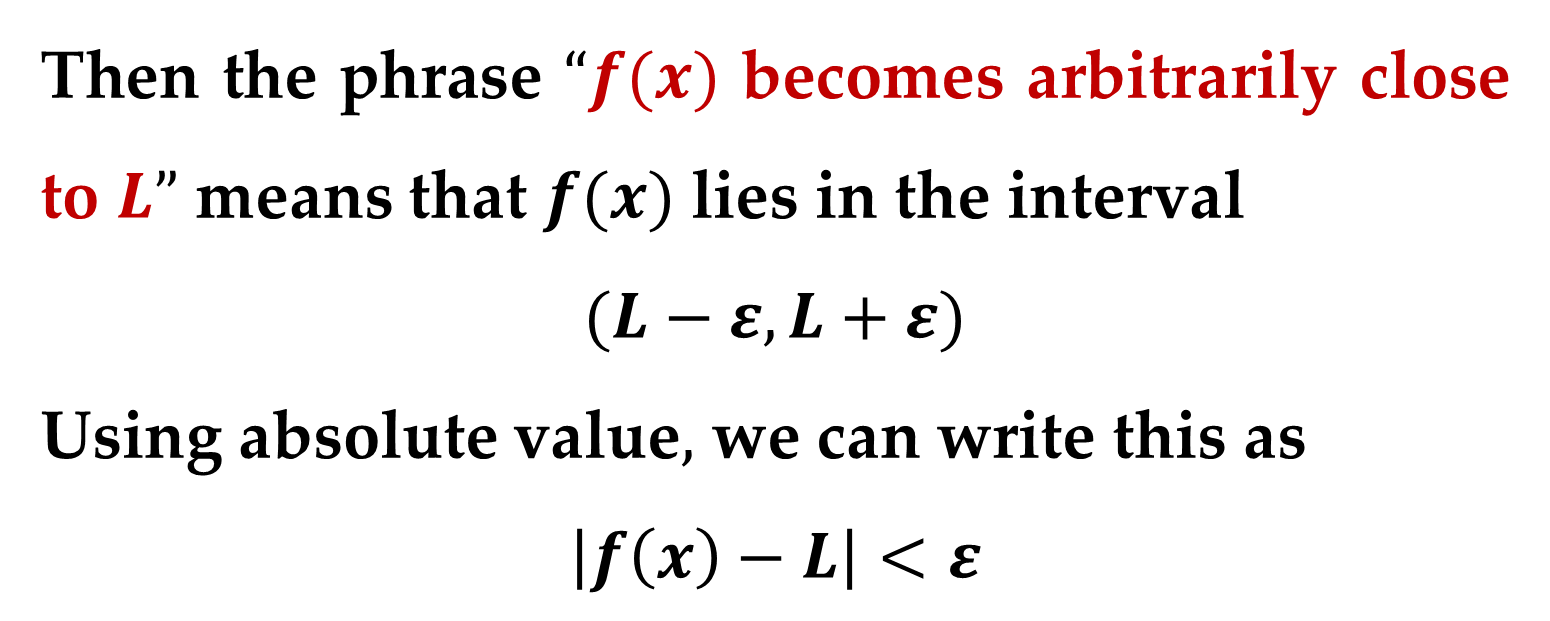 Then the phrase “f(x) becomes arbitrarily close
to L” means that f(x) lies in the interval
(L − ε, L + ε)
Using absolute value, we can write this as
|f(x) − L| < ε